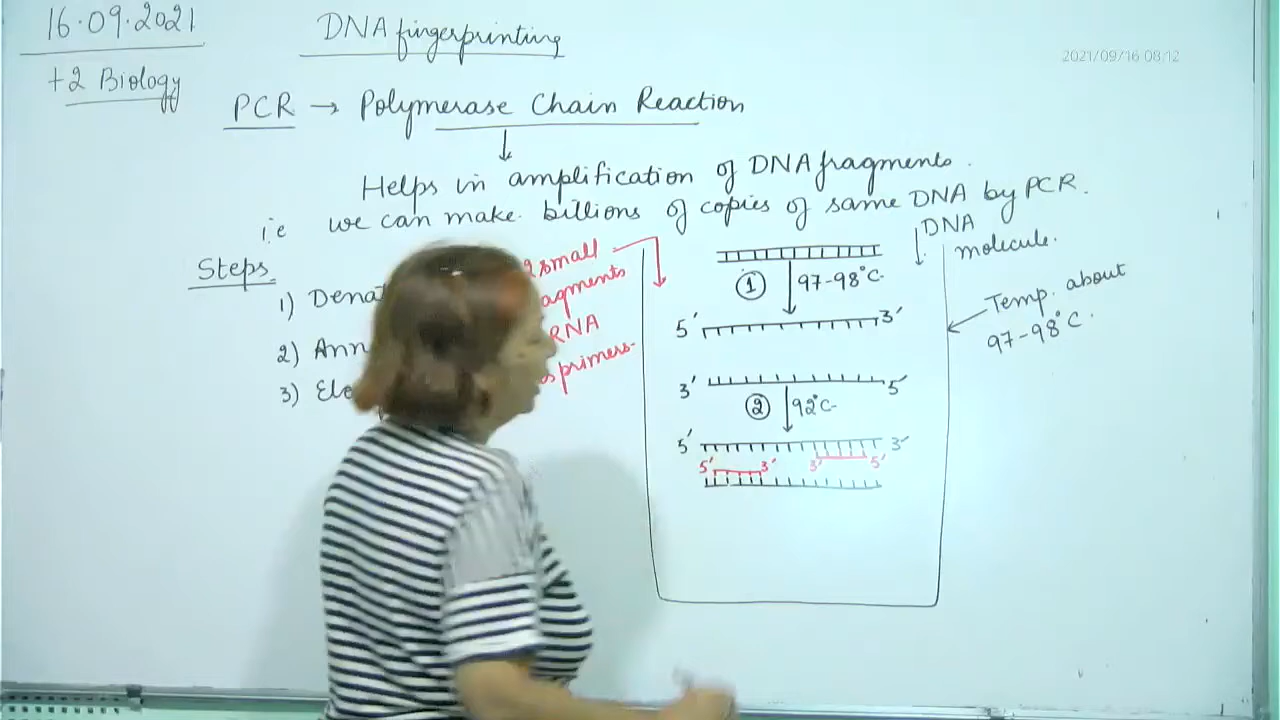 16.09.2021
DNA fingerprinting
2021/09/16 08:12
+2 Biology
PCR → Polymerase Chain Reaction
↓
Helps in amplification of DNA fragments.
i.e we can make billions of copies of same DNA by PCR.
Steps
1) Dena
2) Ann
3) Ele
small
agments
RNA
primers.
DNA
molecule.
① 97-98°C
5' 3'
Temp. about
97-98°C.
3' 5'
② 92°C
5' 3'
5' 3' 3' 5'